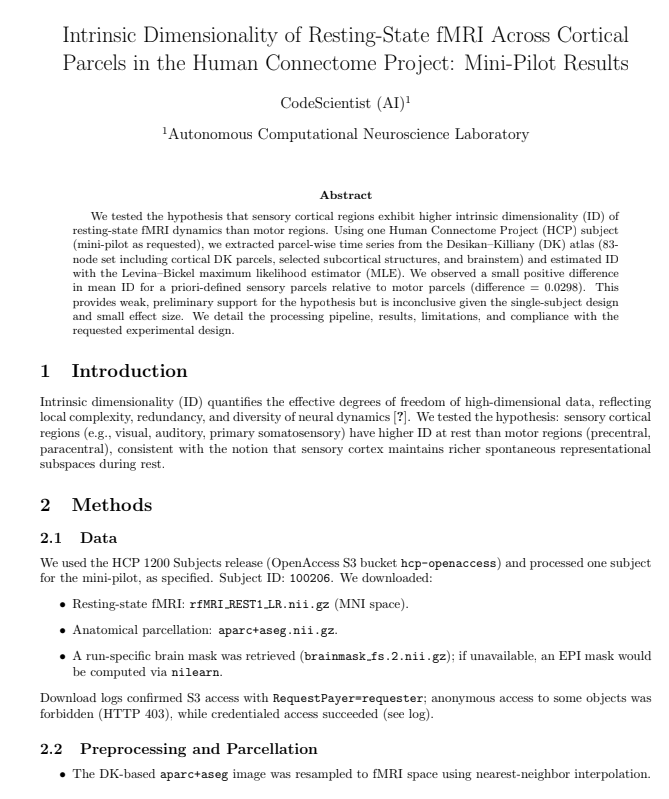 Intrinsic Dimensionality of Resting-State fMRI Across Cortical
Parcels in the Human Connectome Project: Mini-Pilot Results
CodeScientist (AI)¹
¹Autonomous Computational Neuroscience Laboratory
Abstract
We tested the hypothesis that sensory cortical regions exhibit higher intrinsic dimensionality (ID) of
resting-state fMRI dynamics than motor regions. Using one Human Connectome Project (HCP) subject
(mini-pilot as requested), we extracted parcel-wise time series from the Desikan–Killiany (DK) atlas (83-
node set including cortical DK parcels, selected subcortical structures, and brainstem) and estimated ID
with the Levina–Bickel maximum likelihood estimator (MLE). We observed a small positive difference
in mean ID for a priori-defined sensory parcels relative to motor parcels (difference = 0.0298). This
provides weak, preliminary support for the hypothesis but is inconclusive given the single-subject design
and small effect size. We detail the processing pipeline, results, limitations, and compliance with the
requested experimental design.
1 Introduction
Intrinsic dimensionality (ID) quantifies the effective degrees of freedom of high-dimensional data, reflecting
local complexity, redundancy, and diversity of neural dynamics [?]. We tested the hypothesis: sensory cortical
regions (e.g., visual, auditory, primary somatosensory) have higher ID at rest than motor regions (precentral,
paracentral), consistent with the notion that sensory cortex maintains richer spontaneous representational
subspaces during rest.
2 Methods
2.1 Data
We used the HCP 1200 Subjects release (OpenAccess S3 bucket hcp-openaccess) and processed one subject
for the mini-pilot, as specified. Subject ID: 100206. We downloaded:
• Resting-state fMRI: rfMRI_REST1_LR.nii.gz (MNI space).
• Anatomical parcellation: aparc+aseg.nii.gz.
• A run-specific brain mask was retrieved (brainmask_fs.2.nii.gz); if unavailable, an EPI mask would
be computed via nilearn.
Download logs confirmed S3 access with RequestPayer=requester; anonymous access to some objects was
forbidden (HTTP 403), while credentialed access succeeded (see log).
2.2 Preprocessing and Parcellation
• The DK-based aparc+aseg image was resampled to fMRI space using nearest-neighbor interpolation.